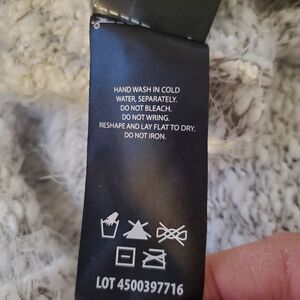 HAND WASH IN COLD
WATER, SEPARATELY.
DO NOT BLEACH.
DO NOT WRING.
RESHAPE AND LAY FLAT TO DRY.
DO NOT IRON.
LOT 4500397716